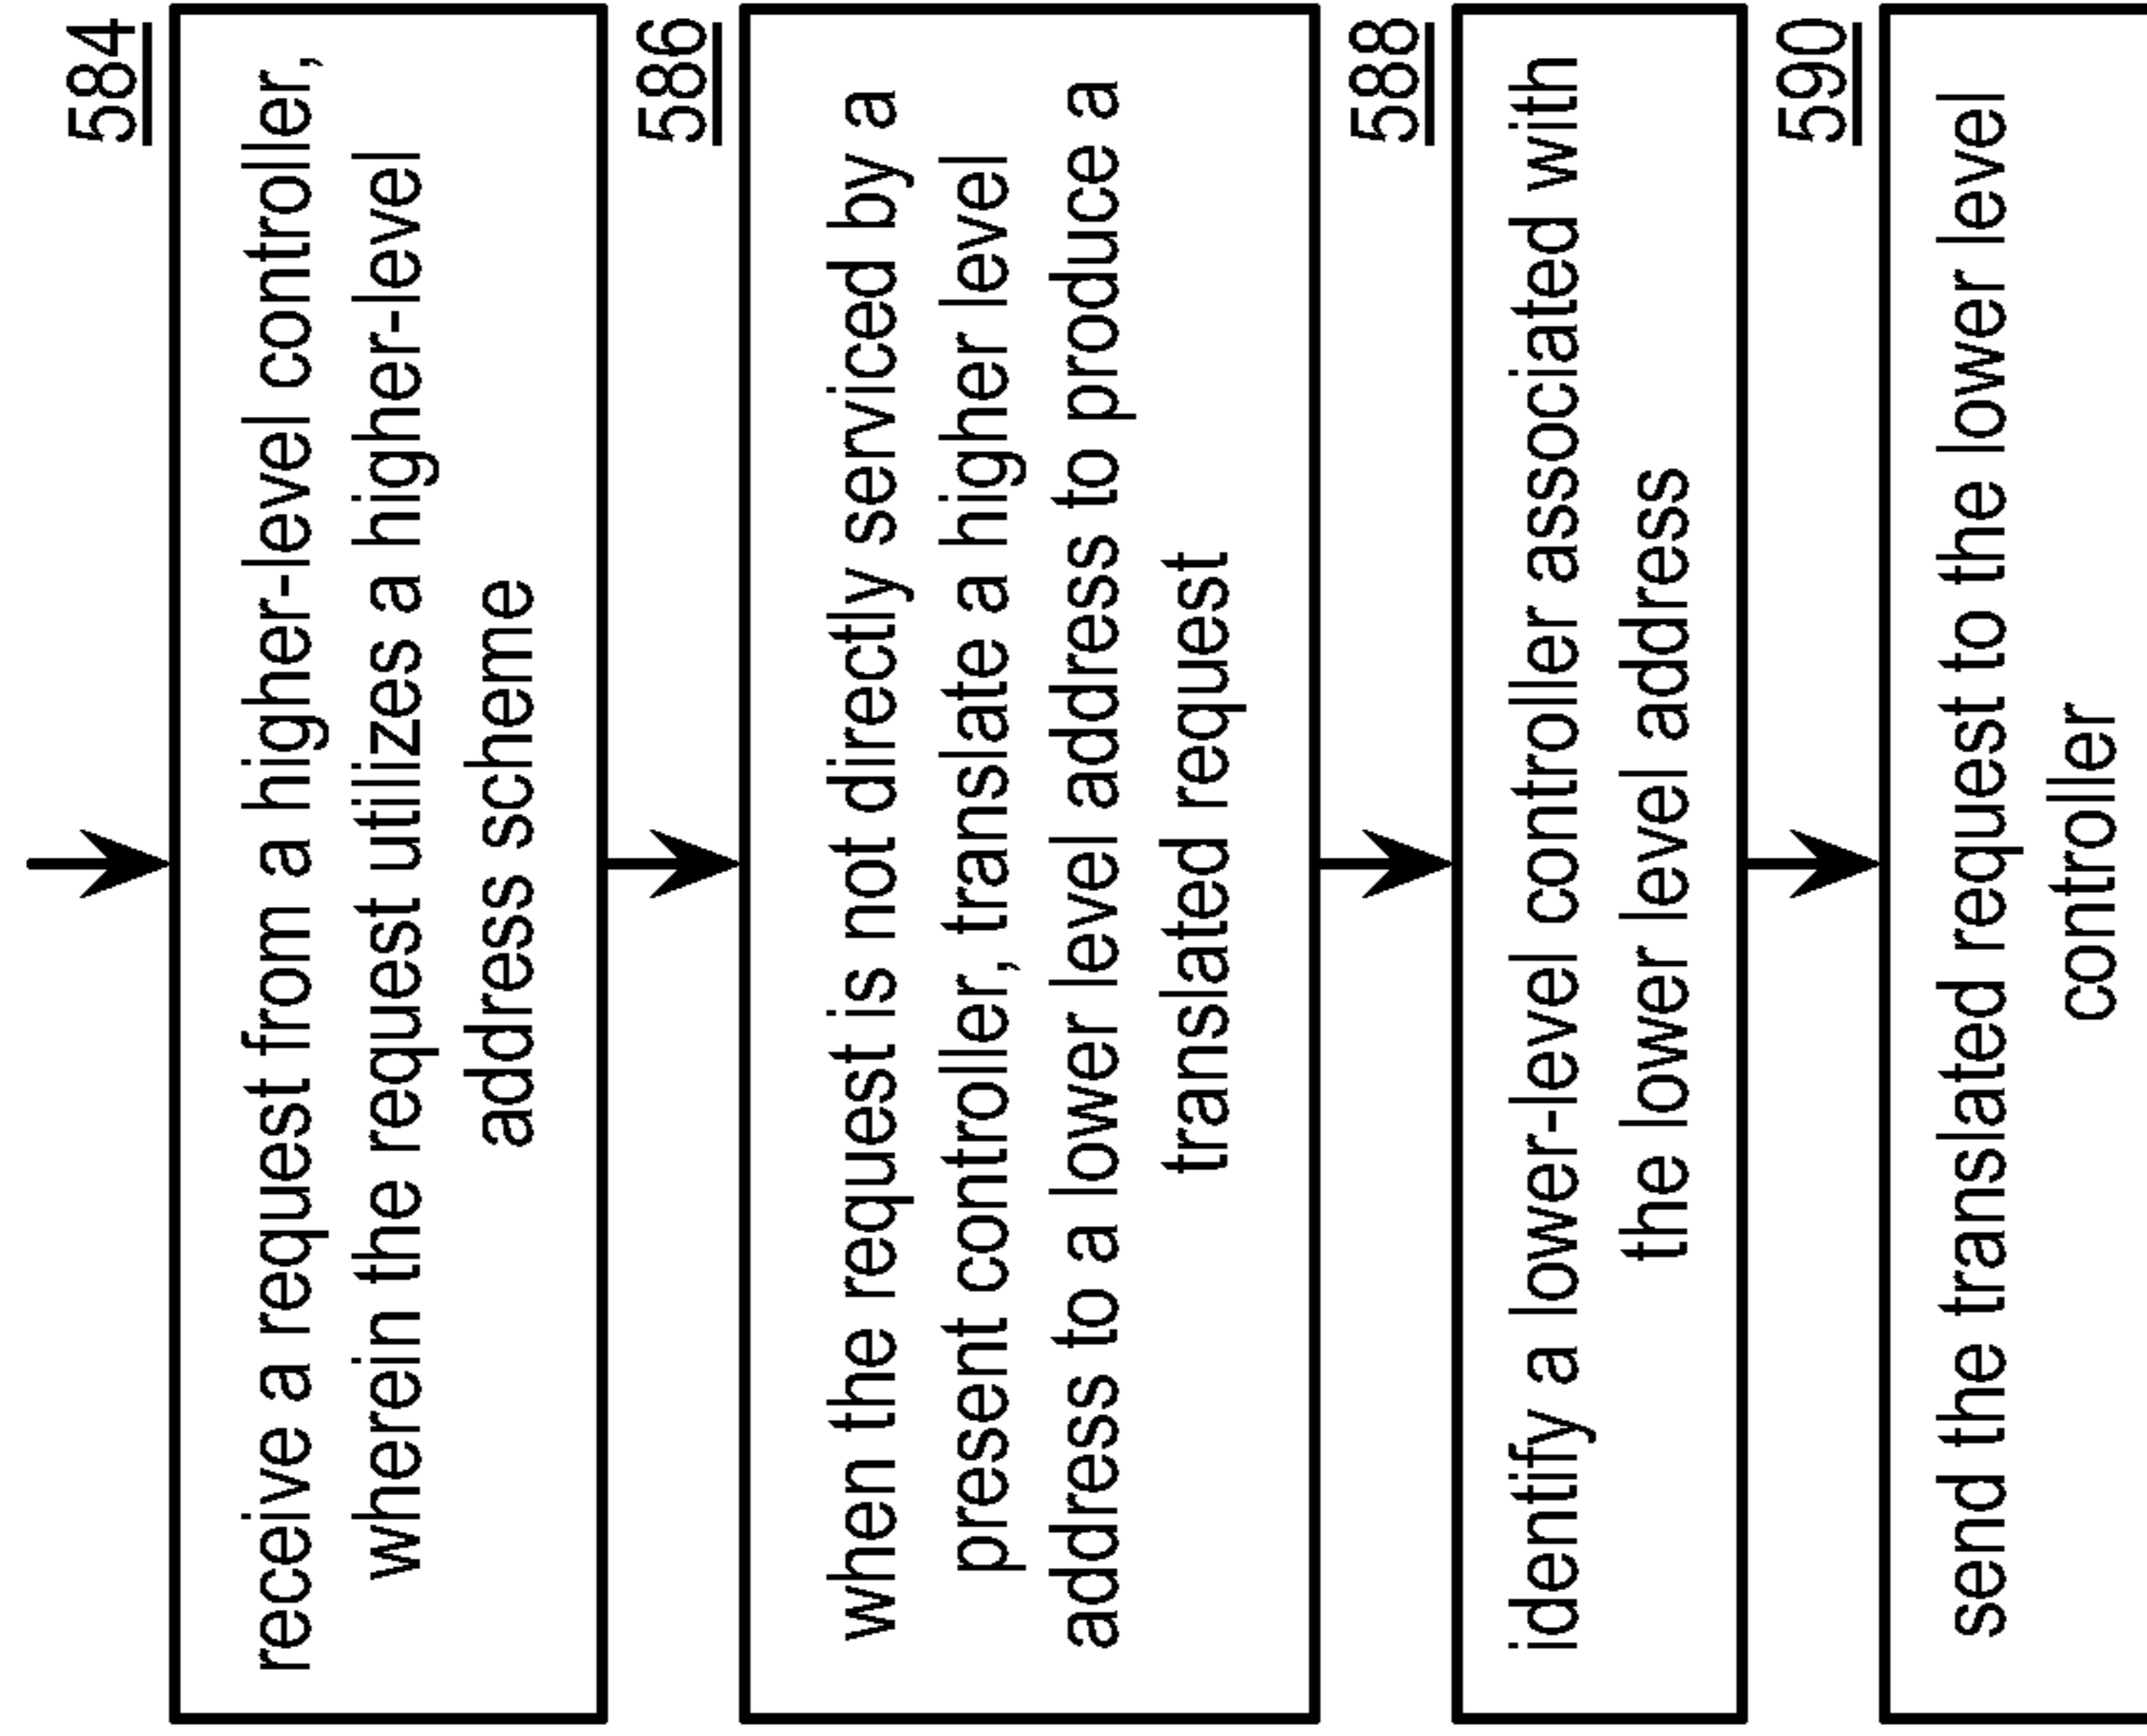 584
receive a request from a higher-level controller,
wherein the request utilizes a higher-level
address scheme
586
when the request is not directly serviced by a
present controller, translate a higher level
address to a lower level address to produce a
translated request
588
identify a lower-level controller associated with
the lower level address
590
send the translated request to the lower level
controller